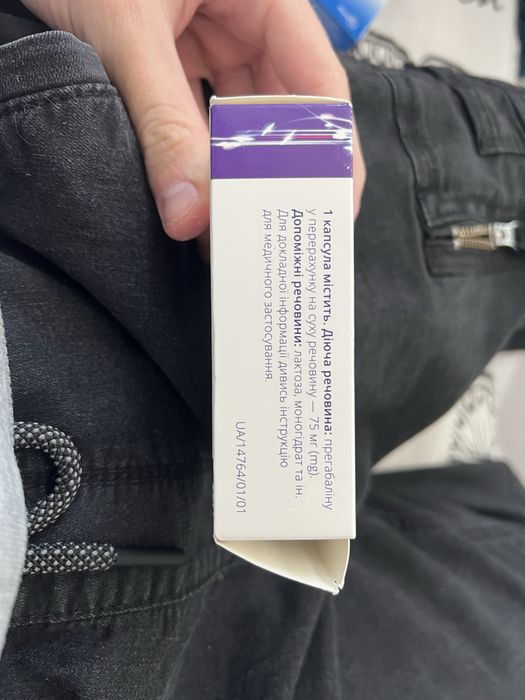 1 капсула містить. Діюча речовина: прегабаліну
у перерахунку на суху речовину — 75 мг (mg).
Допоміжні речовини: лактоза, моногідрат та ін.
Для докладної інформації дивись інструкцію
для медичного застосування.
UA/14764/01/01